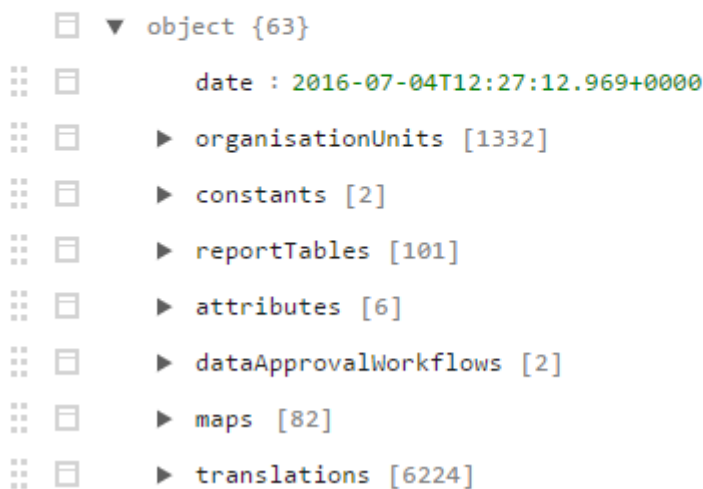 object {63}
date : 2016-07-04T12:27:12.969+0000
organisationUnits [1332]
constants [2]
reportTables [101]
attributes [6]
dataApprovalWorkflows [2]
maps [82]
translations [6224]